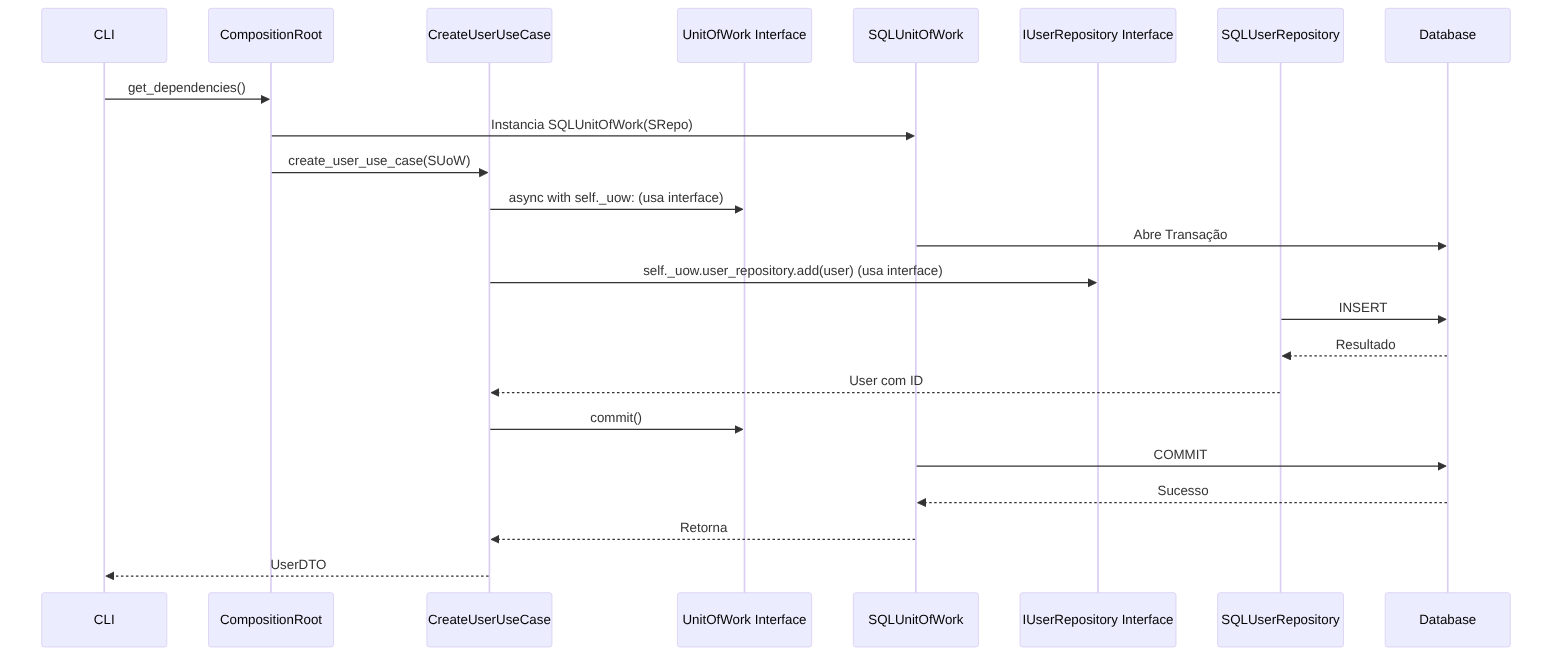 CLI
CompositionRoot
CreateUserUseCase
UnitOfWork Interface
SQLUnitOfWork
IUserRepository Interface
SQLUserRepository
Database
get_dependencies()
Instancia SQLUnitOfWork(SRepo)
create_user_use_case(SUoW)
async with self._uow: (usa interface)
Abre Transação
self._uow.user_repository.add(user) (usa interface)
INSERT
Resultado
User com ID
commit()
COMMIT
Sucesso
Retorna
UserDTO
CLI
CompositionRoot
CreateUserUseCase
UnitOfWork Interface
SQLUnitOfWork
IUserRepository Interface
SQLUserRepository
Database